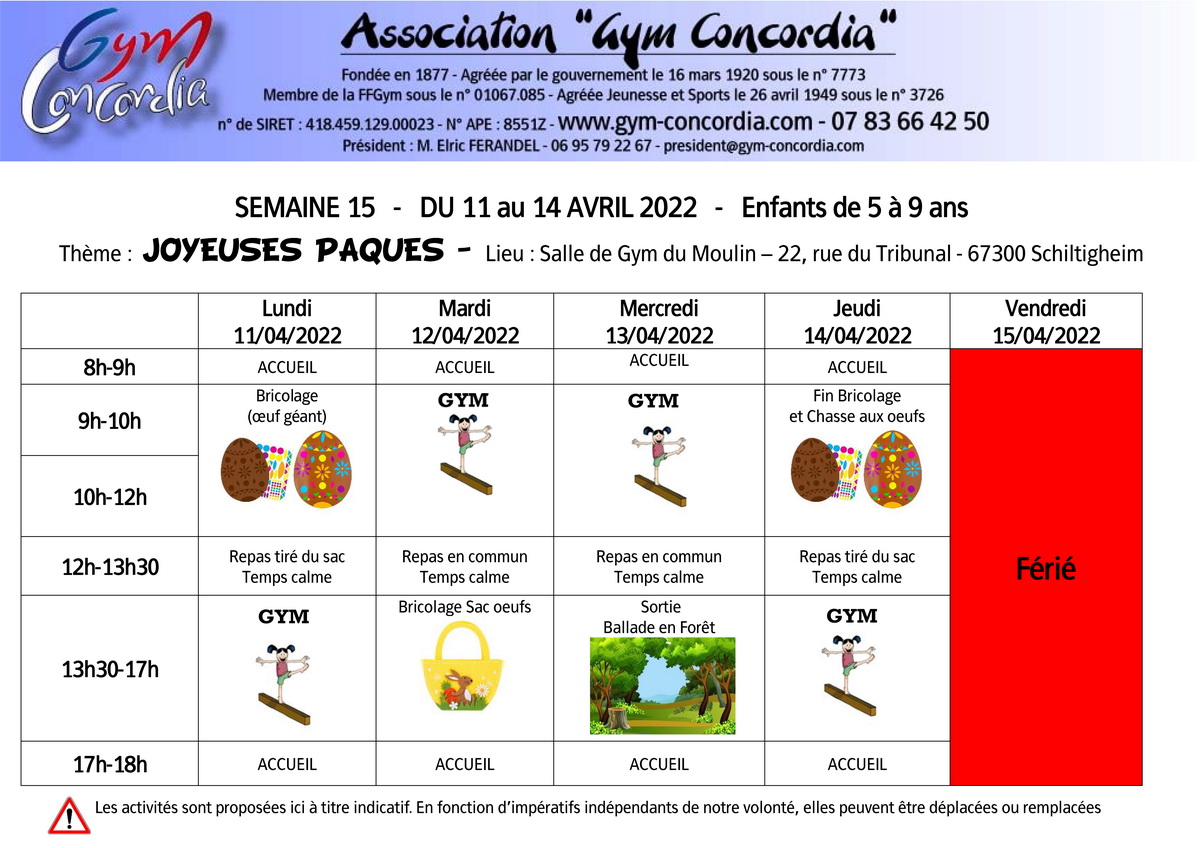 Gym
Concordia
Association "Gym Concordia"
Fondée en 1877 - Agréée par le gouvernement le 16 mars 1920 sous le n° 7773
Membre de la FFGym sous le n° 01067.085 - Agréée Jeunesse et Sports le 26 avril 1949 sous le n° 3726
n° de SIRET : 418.459.129.00023 - N° APE : 8551Z - www.gym-concordia.com - 07 83 66 42 50
Président : M. Elric FERANDEL - 06 95 79 22 67 - president@gym-concordia.com
SEMAINE 15 - DU 11 au 14 AVRIL 2022 - Enfants de 5 à 9 ans
Thème : JOYEUSES PAQUES - Lieu : Salle de Gym du Moulin – 22, rue du Tribunal - 67300 Schiltigheim
Lundi Mardi Mercredi Jeudi Vendredi
11/04/2022 12/04/2022 13/04/2022 14/04/2022 15/04/2022
8h-9h ACCUEIL ACCUEIL ACCUEIL ACCUEIL
9h-10h
Bricolage
(œuf géant)
GYM
GYM
Fin Bricolage
et Chasse aux oeufs
10h-12h
12h-13h30
Repas tiré du sac
Temps calme
Repas en commun
Temps calme
Repas en commun
Temps calme
Repas tiré du sac
Temps calme
Férié
13h30-17h
GYM
Bricolage Sac oeufs
Sortie
Ballade en Forêt
GYM
17h-18h ACCUEIL ACCUEIL ACCUEIL ACCUEIL
! Les activités sont proposées ici à titre indicatif. En fonction d’impératifs indépendants de notre volonté, elles peuvent être déplacées ou remplacées